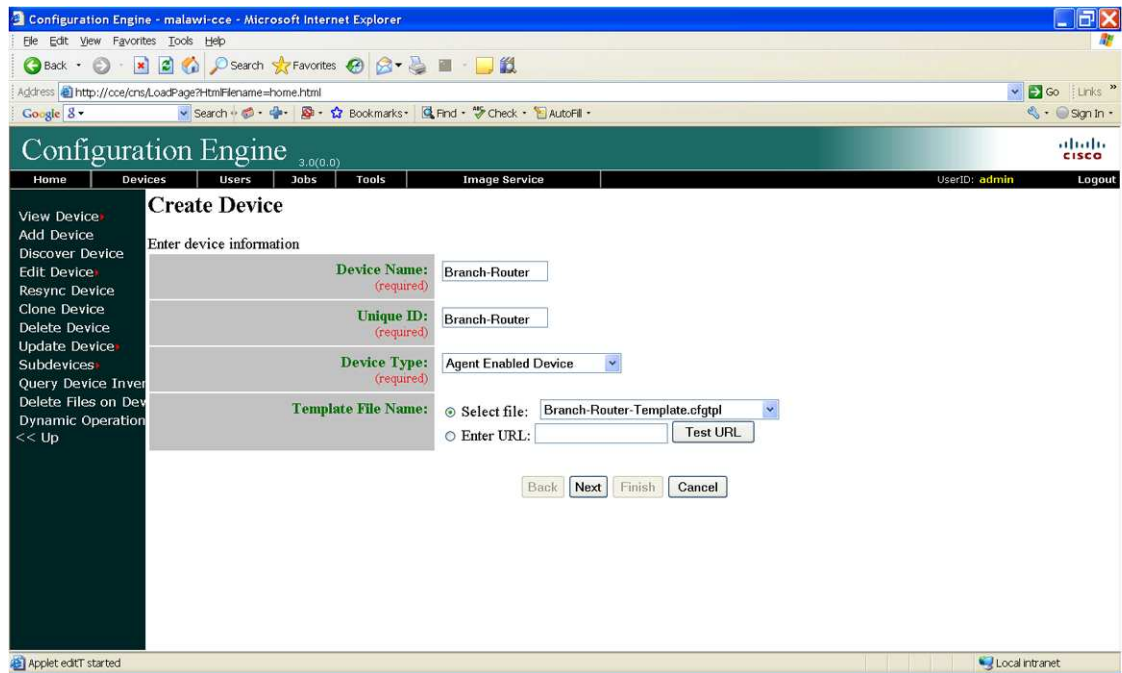 Configuration Engine - malawi-cce - Microsoft Internet Explorer
File Edit View Favorites Tools Help
Back Search Favorites
Address http://cce/cns/LoadPage?HtmlFilename=home.html Go Links »
Google Search Bookmarks Find Check AutoFill Sign In
Configuration Engine 3.0(0.0)
CISCO
Home Devices Users Jobs Tools Image Service UserID: admin Logout
View Device
Add Device
Discover Device
Edit Device
Resync Device
Clone Device
Delete Device
Update Device
Subdevices
Query Device Inver
Delete Files on Dev
Dynamic Operation
<< Up
Create Device
Enter device information
Device Name: Branch-Router
(required)
Unique ID: Branch-Router
(required)
Device Type: Agent Enabled Device
(required)
Template File Name: Select file: Branch-Router-Template.cfgtpl
Enter URL: Test URL
Back Next Finish Cancel
Applet editT started Local intranet